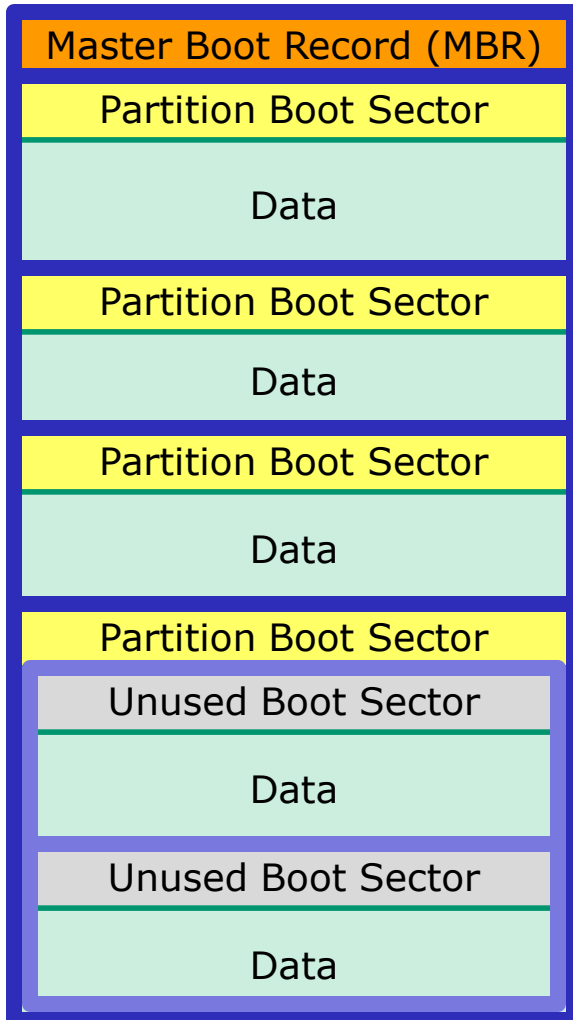 Master Boot Record (MBR)
Partition Boot Sector
Data
Partition Boot Sector
Data
Partition Boot Sector
Data
Partition Boot Sector
Unused Boot Sector
Data
Unused Boot Sector
Data